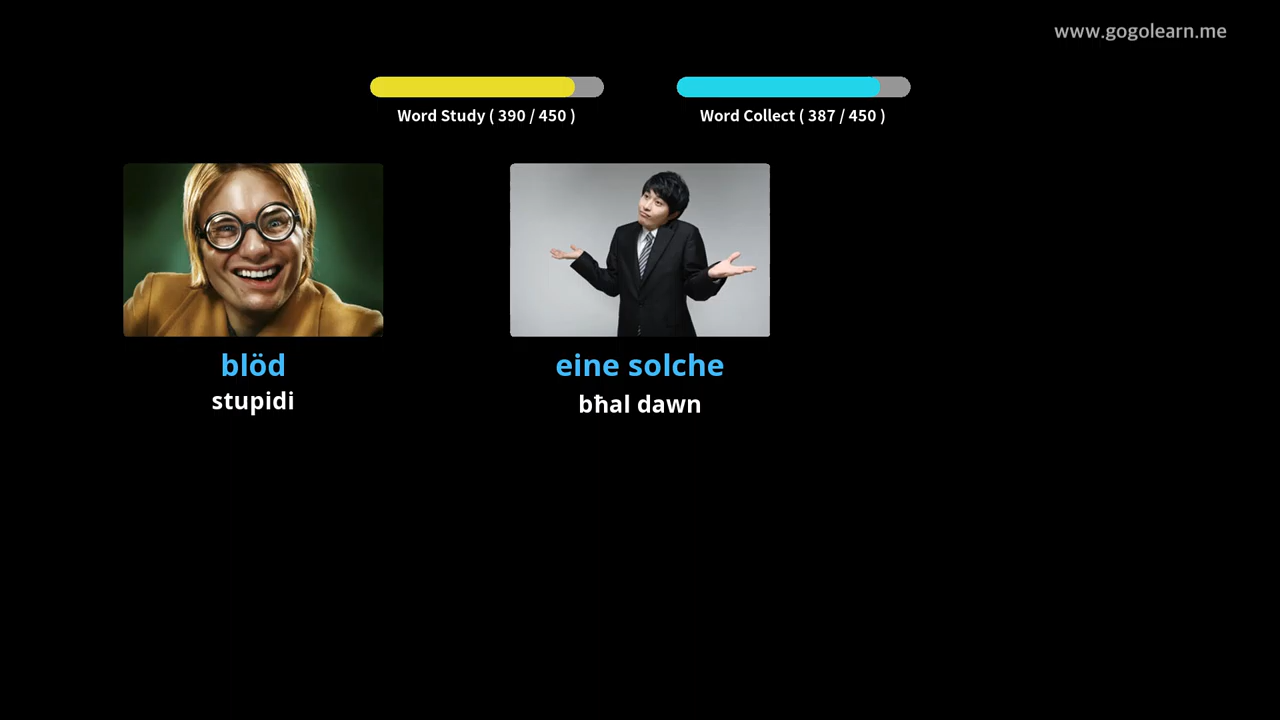 www.gogolearn.me
Word Study ( 390 / 450 )
Word Collect ( 387 / 450 )
blöd
stupidi
eine solche
bħal dawn